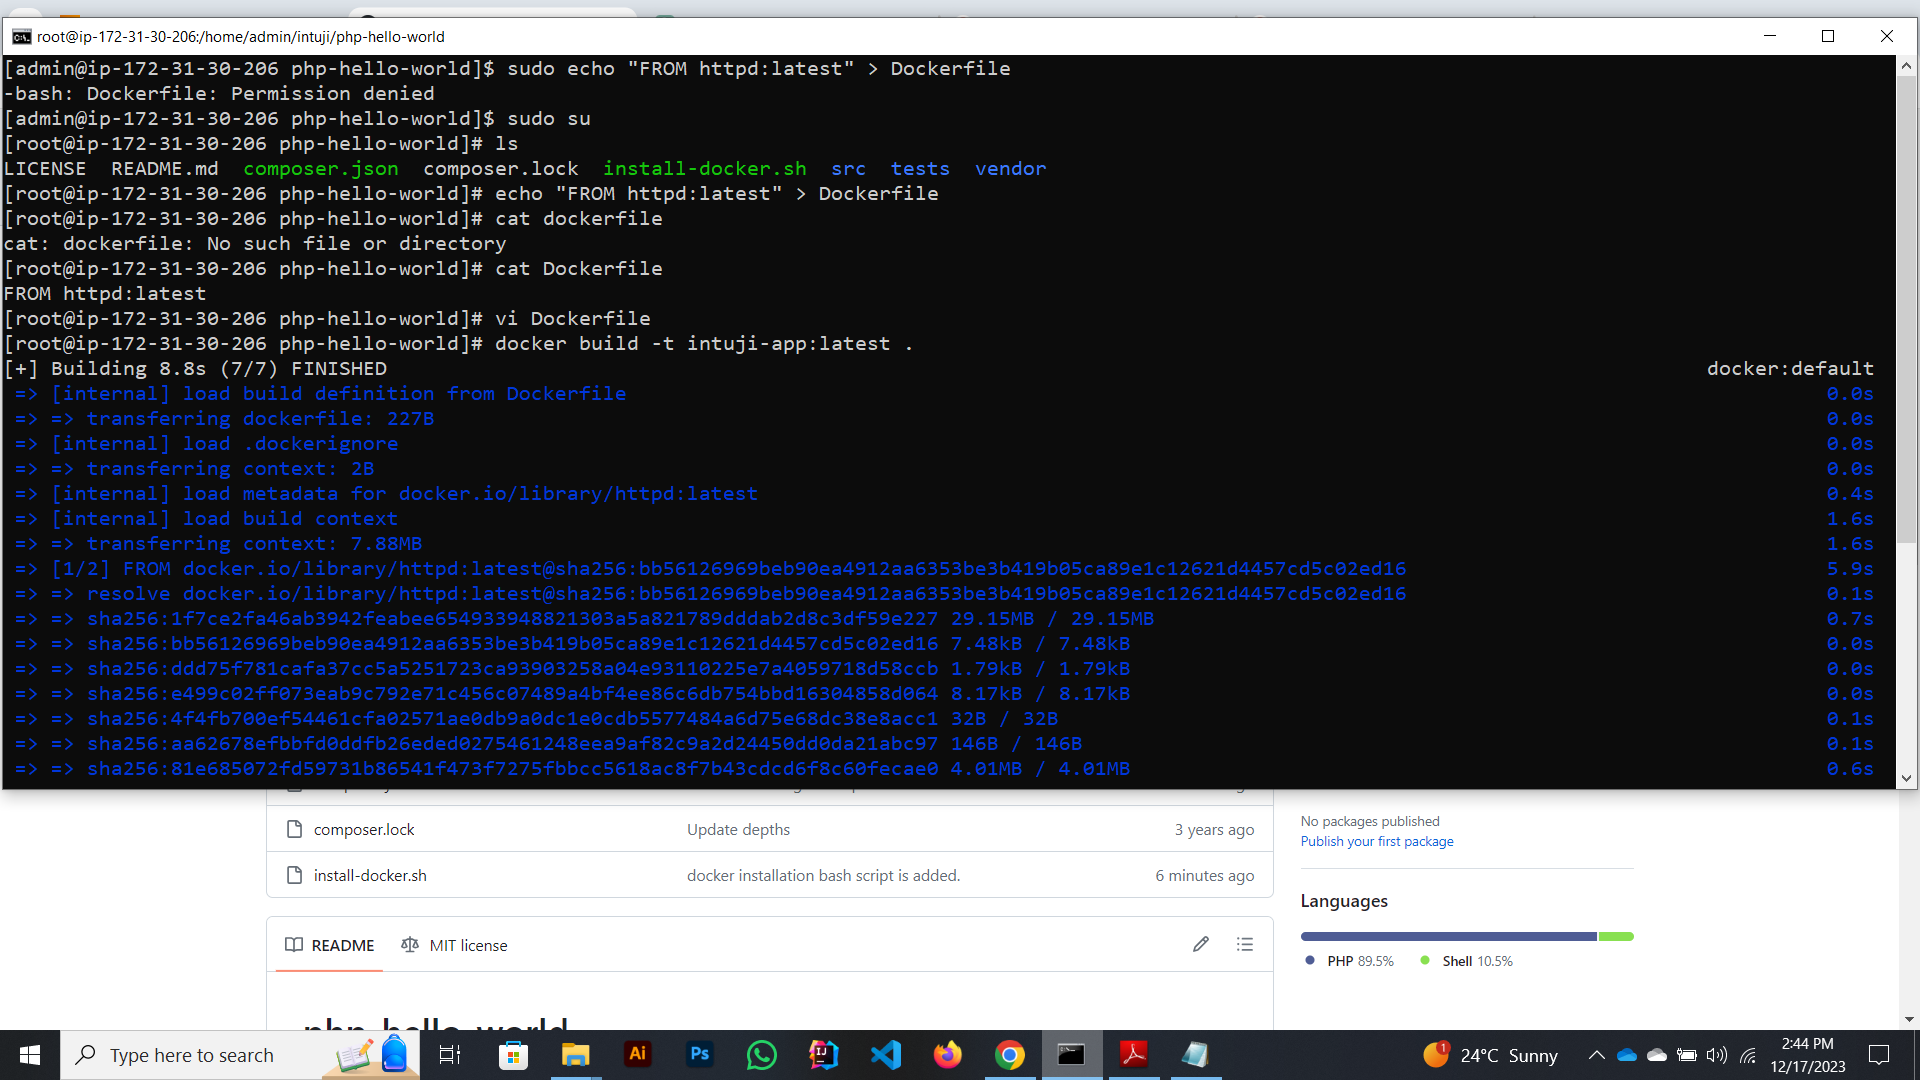 root@ip-172-31-30-206:/home/admin/intuji/php-hello-world
[admin@ip-172-31-30-206 php-hello-world]$ sudo echo "FROM httpd:latest" > Dockerfile
-bash: Dockerfile: Permission denied
[admin@ip-172-31-30-206 php-hello-world]$ sudo su
[root@ip-172-31-30-206 php-hello-world]# ls
LICENSE  README.md  composer.json  composer.lock  install-docker.sh  src  tests  vendor
[root@ip-172-31-30-206 php-hello-world]# echo "FROM httpd:latest" > Dockerfile
[root@ip-172-31-30-206 php-hello-world]# cat dockerfile
cat: dockerfile: No such file or directory
[root@ip-172-31-30-206 php-hello-world]# cat Dockerfile
FROM httpd:latest
[root@ip-172-31-30-206 php-hello-world]# vi Dockerfile
[root@ip-172-31-30-206 php-hello-world]# docker build -t intuji-app:latest .
[+] Building 8.8s (7/7) FINISHED docker:default
=> [internal] load build definition from Dockerfile 0.0s
=> => transferring dockerfile: 227B 0.0s
=> [internal] load .dockerignore 0.0s
=> => transferring context: 2B 0.0s
=> [internal] load metadata for docker.io/library/httpd:latest 0.4s
=> [internal] load build context 1.6s
=> => transferring context: 7.88MB 1.6s
=> [1/2] FROM docker.io/library/httpd:latest@sha256:bb56126969beb90ea4912aa6353be3b419b05ca89e1c12621d4457cd5c02ed16 5.9s
=> => resolve docker.io/library/httpd:latest@sha256:bb56126969beb90ea4912aa6353be3b419b05ca89e1c12621d4457cd5c02ed16 0.1s
=> => sha256:1f7ce2fa46ab3942feabee654933948821303a5a821789dddab2d8c3df59e227 29.15MB / 29.15MB 0.7s
=> => sha256:bb56126969beb90ea4912aa6353be3b419b05ca89e1c12621d4457cd5c02ed16 7.48kB / 7.48kB 0.0s
=> => sha256:ddd75f781cafa37cc5a5251723ca93903258a04e93110225e7a4059718d58ccb 1.79kB / 1.79kB 0.0s
=> => sha256:e499c02ff073eab9c792e71c456c07489a4bf4ee86c6db754bbd16304858d064 8.17kB / 8.17kB 0.0s
=> => sha256:4f4fb700ef54461cfa02571ae0db9a0dc1e0cdb5577484a6d75e68dc38e8acc1 32B / 32B 0.1s
=> => sha256:aa62678efbbfd0ddfb26eded0275461248eea9af82c9a2d24450dd0da21abc97 146B / 146B 0.1s
=> => sha256:81e685072fd59731b86541f473f7275fbbcc5618ac8f7b43cdcd6f8c60fecae0 4.01MB / 4.01MB 0.6s
composer.lock Update depths 3 years ago
install-docker.sh docker installation bash script is added. 6 minutes ago
No packages published
Publish your first package
Languages
PHP 89.5% Shell 10.5%
README MIT license
php-hello-world
Type here to search
Ai Ps
1 24°C Sunny
2:44 PM
12/17/2023